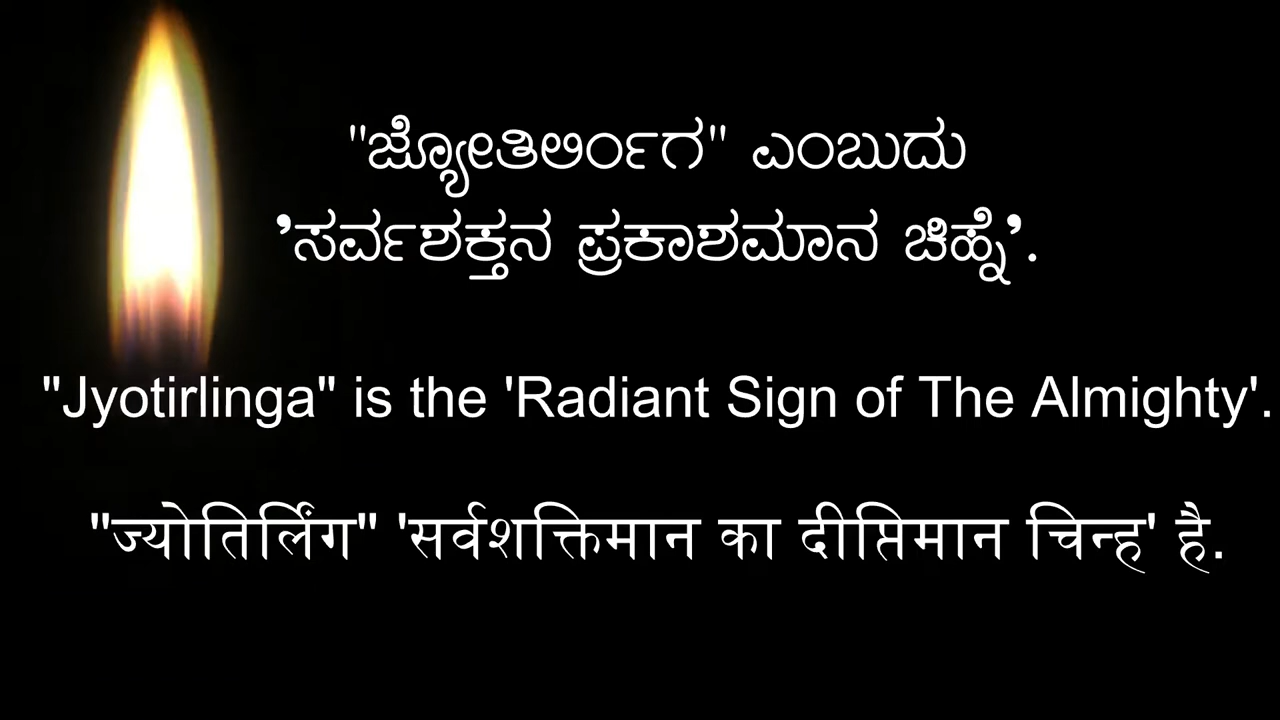 "ಜ್ಯೋತಿರ್ಲಿಂಗ" ಎಂಬುದು
'ಸರ್ವಶಕ್ತನ ಪ್ರಕಾಶಮಾನ ಚಿಹ್ನೆ'.
"Jyotirlinga" is the 'Radiant Sign of The Almighty'.
"ज्योतिर्लिंग" 'सर्वशक्तिमान का दीप्तिमान चिन्ह' है.